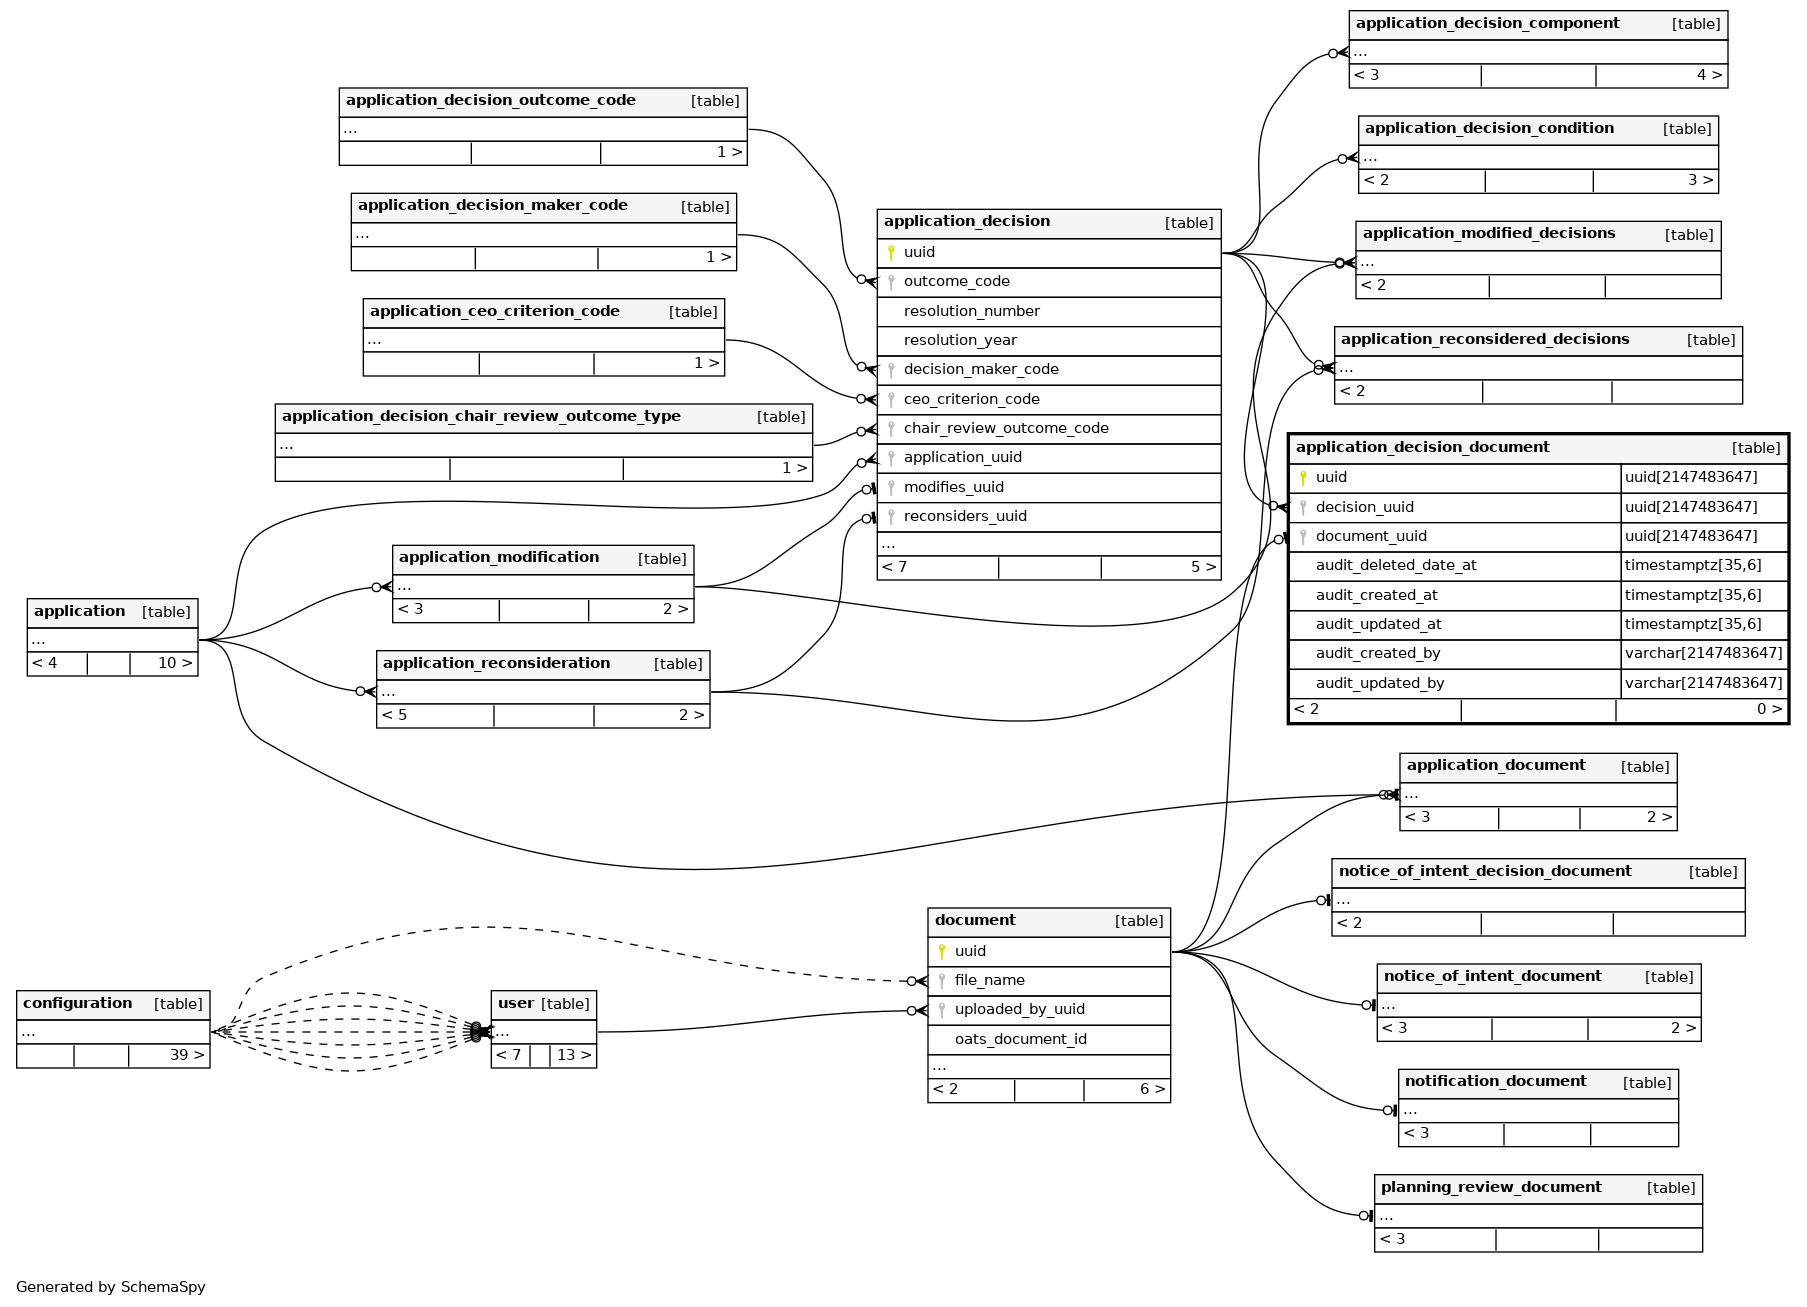 application_decision_component [table]
...
< 3 4 >
application_decision_outcome_code [table]
...
1 >
application_decision_condition [table]
...
< 2 3 >
application_decision_maker_code [table]
...
1 >
application_decision [table]
uuid
outcome_code
resolution_number
resolution_year
decision_maker_code
ceo_criterion_code
chair_review_outcome_code
application_uuid
modifies_uuid
reconsiders_uuid
...
< 7 5 >
application_modified_decisions [table]
...
< 2
application_ceo_criterion_code [table]
...
1 >
application_reconsidered_decisions [table]
...
< 2
application_decision_chair_review_outcome_type [table]
...
1 >
application_decision_document [table]
uuid uuid[2147483647]
decision_uuid uuid[2147483647]
document_uuid uuid[2147483647]
audit_deleted_date_at timestamptz[35,6]
audit_created_at timestamptz[35,6]
audit_updated_at timestamptz[35,6]
audit_created_by varchar[2147483647]
audit_updated_by varchar[2147483647]
< 2 0 >
application_modification [table]
...
< 3 2 >
application [table]
...
< 4 10 >
application_reconsideration [table]
...
< 5 2 >
application_document [table]
...
< 3 2 >
notice_of_intent_decision_document [table]
...
< 2
document [table]
uuid
file_name
uploaded_by_uuid
oats_document_id
...
< 2 6 >
notice_of_intent_document [table]
...
< 3 2 >
configuration [table]
...
39 >
user [table]
...
< 7 13 >
notification_document [table]
...
< 3
planning_review_document [table]
...
< 3
Generated by SchemaSpy